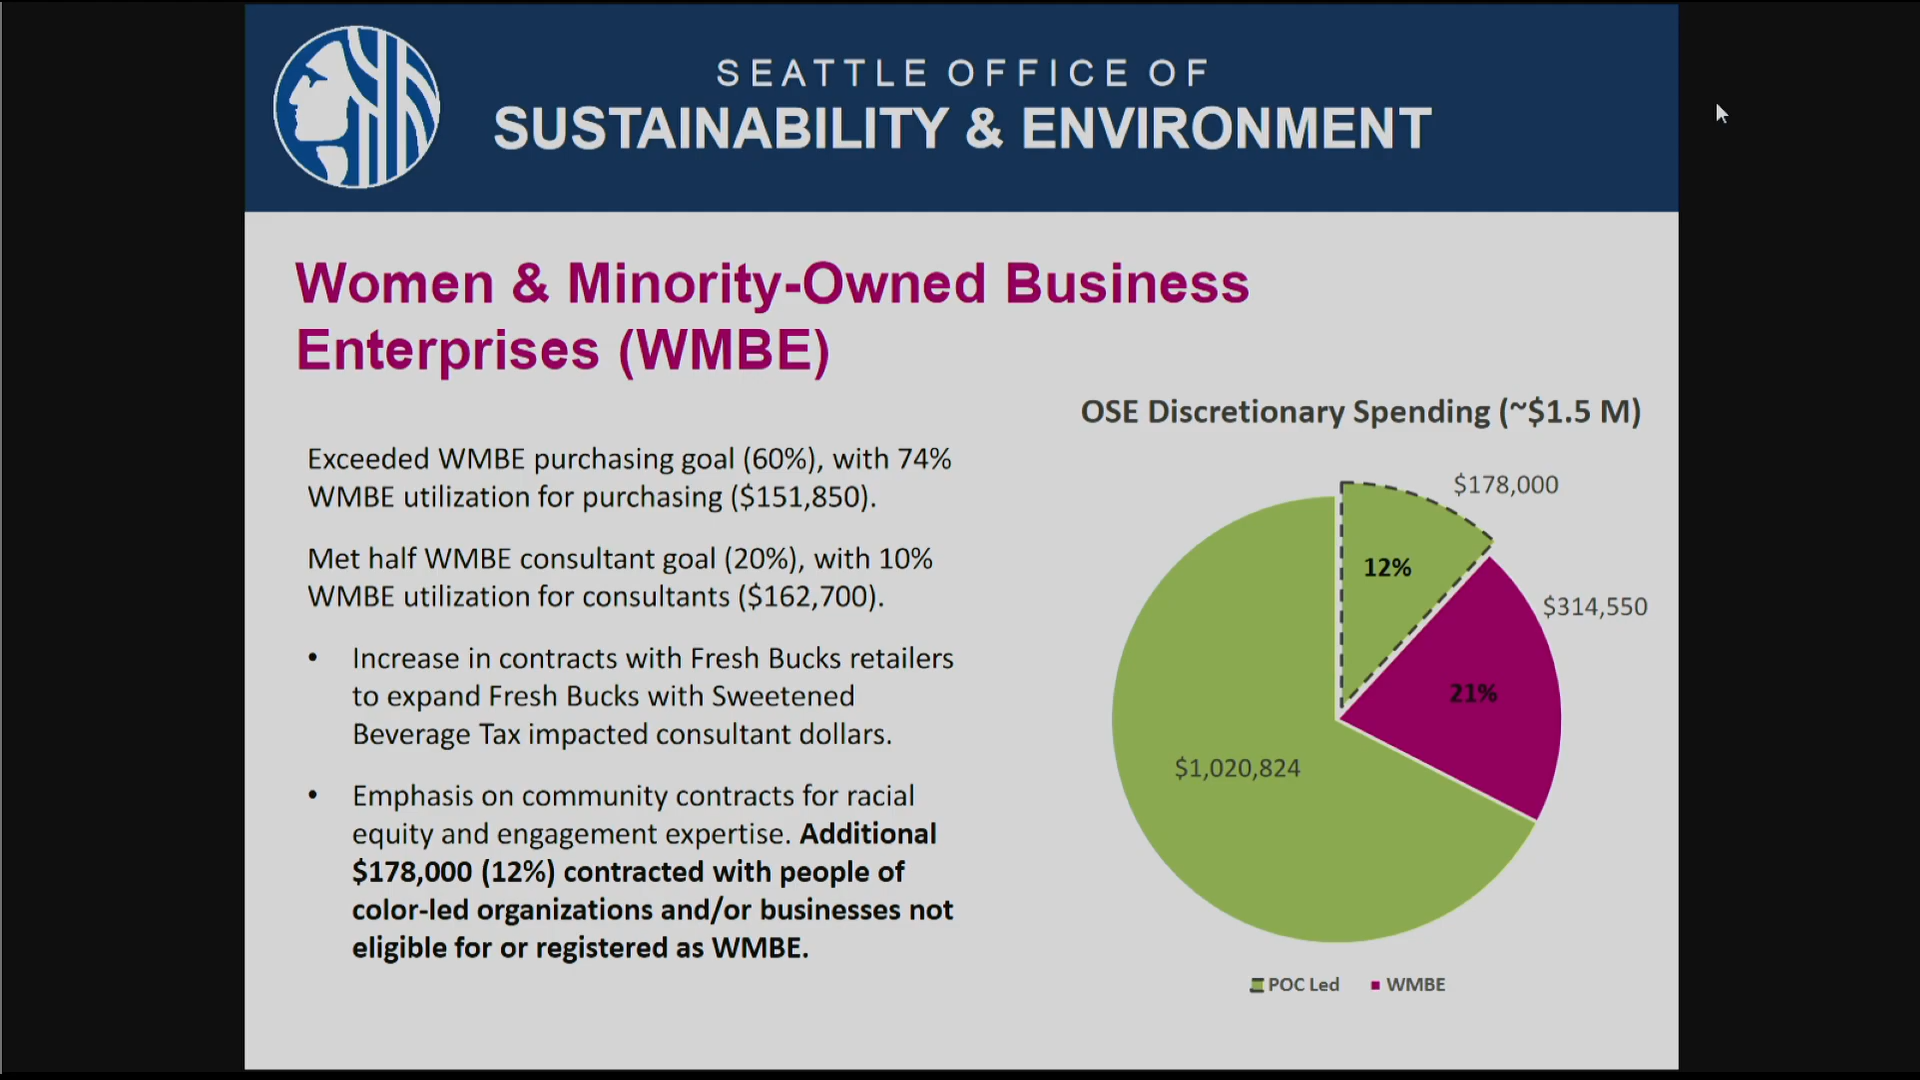 SEATTLE OFFICE OF
SUSTAINABILITY & ENVIRONMENT
Women & Minority-Owned Business
Enterprises (WMBE)
Exceeded WMBE purchasing goal (60%), with 74%
WMBE utilization for purchasing ($151,850).
Met half WMBE consultant goal (20%), with 10%
WMBE utilization for consultants ($162,700).
• Increase in contracts with Fresh Bucks retailers
to expand Fresh Bucks with Sweetened
Beverage Tax impacted consultant dollars.
• Emphasis on community contracts for racial
equity and engagement expertise. Additional
$178,000 (12%) contracted with people of
color-led organizations and/or businesses not
eligible for or registered as WMBE.
OSE Discretionary Spending (~$1.5 M)
$178,000
12%
$314,550
21%
$1,020,824
POC Led WMBE